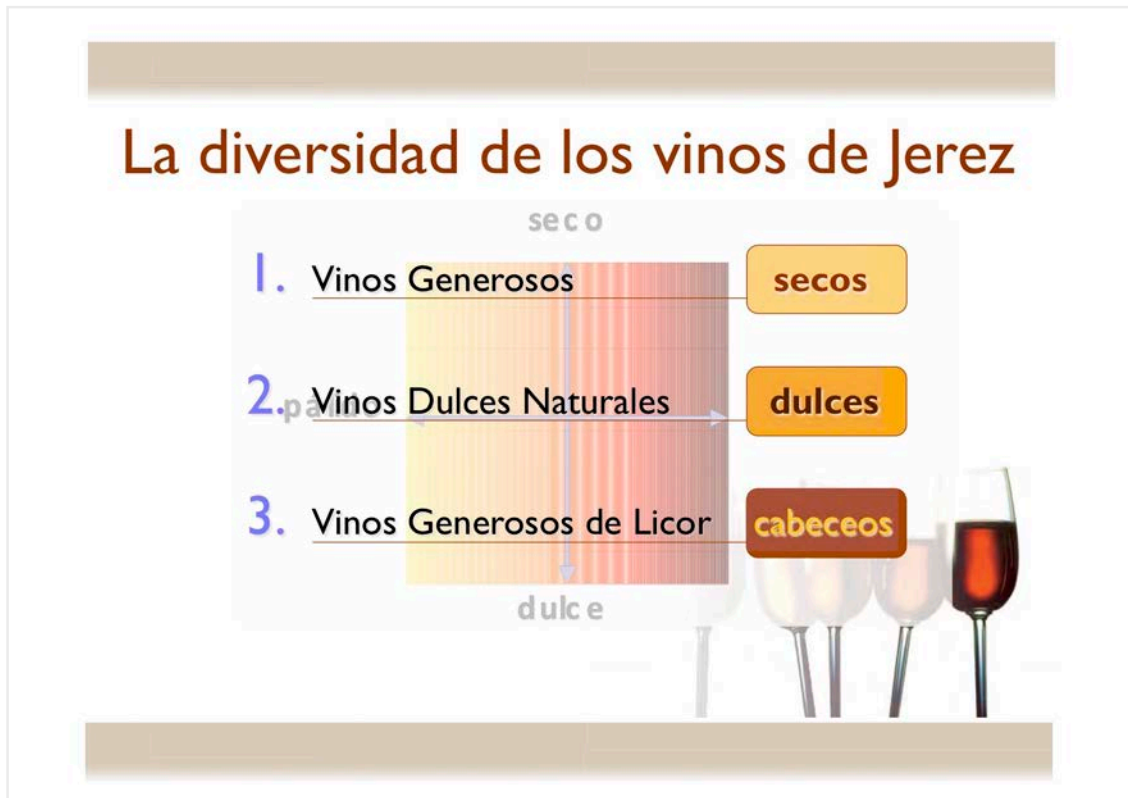 La diversidad de los vinos de Jerez
seco
1. Vinos Generosos secos
2. Vinos Dulces Naturales dulces
3. Vinos Generosos de Licor cabeceos
dulce